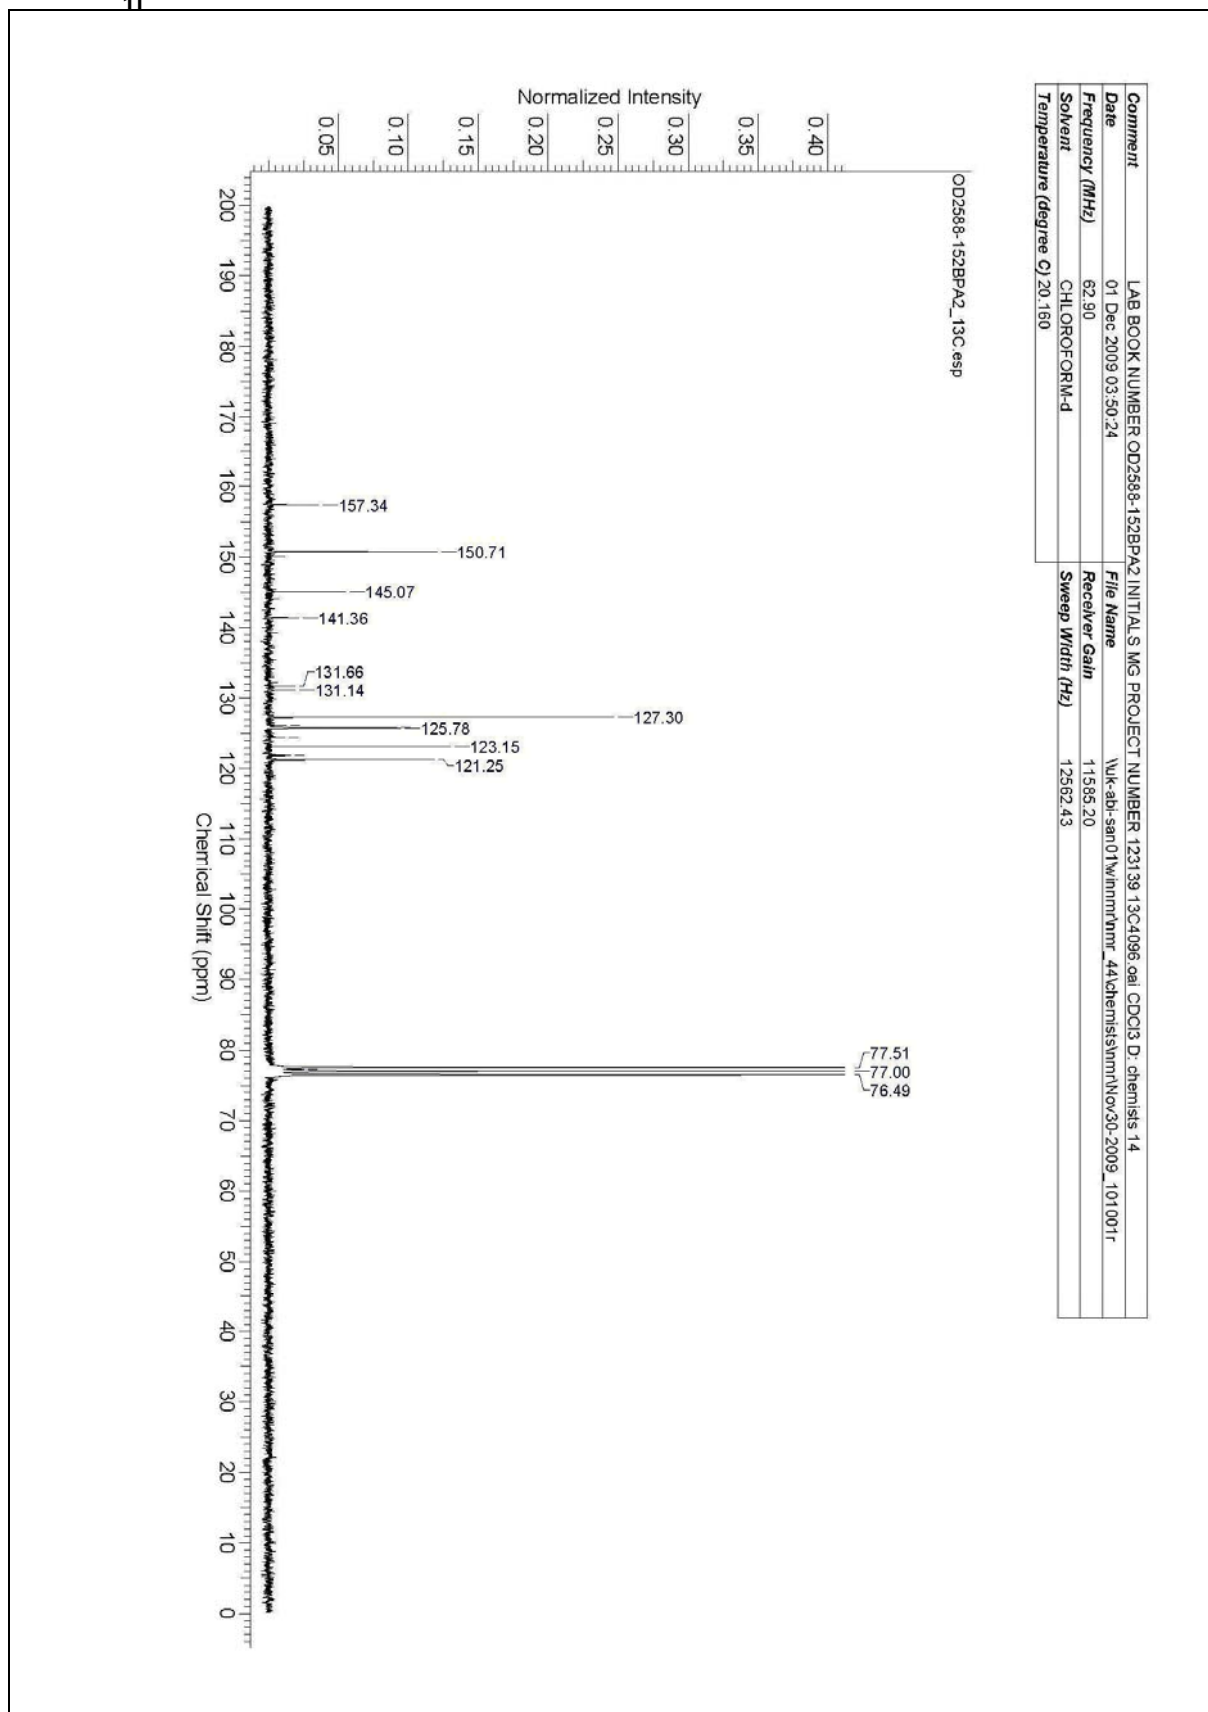 Comment LAB BOOK NUMBER OD2588-152BPA2 INITIALS MG PROJECT NUMBER 123139 13C4096.oai CDCl3 D: chemists 14
Date 01 Dec 2009 03:50:24 File Name \\uk-abi-san01\winnmr\nmr_44\chemists\nmr\Nov30-2009_101001r
Frequency (MHz) 62.90 Receiver Gain 11585.20
Solvent CHLOROFORM-d Sweep Width (Hz) 12562.43
Temperature (degree C) 20.160
OD2588-152BPA2_13C.esp
Normalized Intensity
0.40
0.35
0.30
0.25
0.20
0.15
0.10
0.05
157.34
150.71
145.07
141.36
131.66
131.14
127.30
125.78
123.15
121.25
77.51
77.00
76.49
200 190 180 170 160 150 140 130 120 110 100 90 80 70 60 50 40 30 20 10 0
Chemical Shift (ppm)